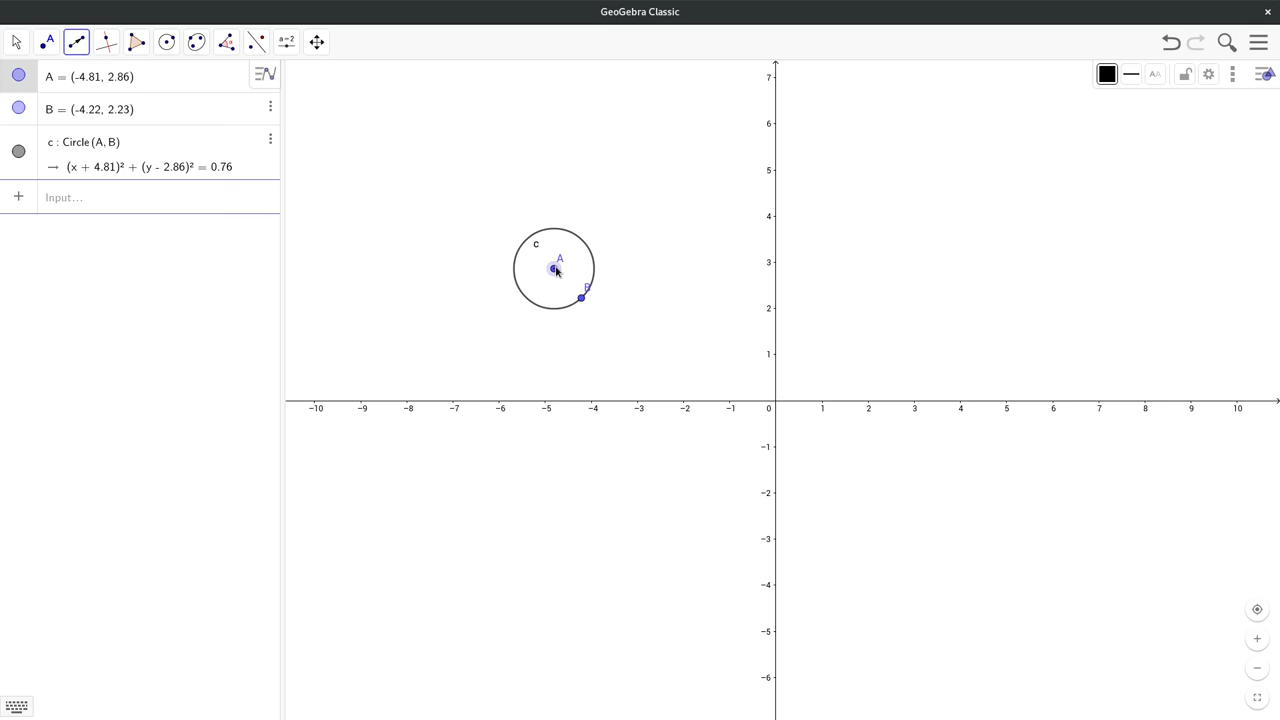 GeoGebra Classic
×
A
a=2
A = (-4.81, 2.86)
AA
B = (-4.22, 2.23)
c : Circle (A, B)
→ (x + 4.81)² + (y - 2.86)² = 0.76
+ Input…
c
A
B
7
6
5
4
3
2
1
−10 −9 −8 −7 −6 −5 −4 −3 −2 −1 0 1 2 3 4 5 6 7 8 9 10
−1
−2
−3
−4
−5
−6
+
−